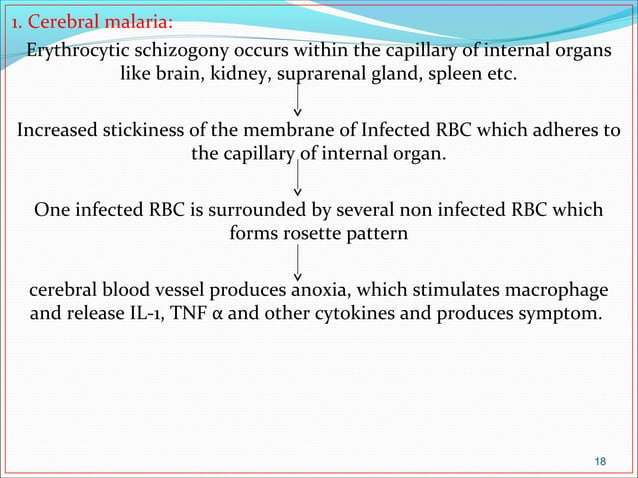 1. Cerebral malaria:
Erythrocytic schizogony occurs within the capillary of internal organs
like brain, kidney, suprarenal gland, spleen etc.
Increased stickiness of the membrane of Infected RBC which adheres to
the capillary of internal organ.
One infected RBC is surrounded by several non infected RBC which
forms rosette pattern
cerebral blood vessel produces anoxia, which stimulates macrophage
and release IL-1, TNF α and other cytokines and produces symptom.
18